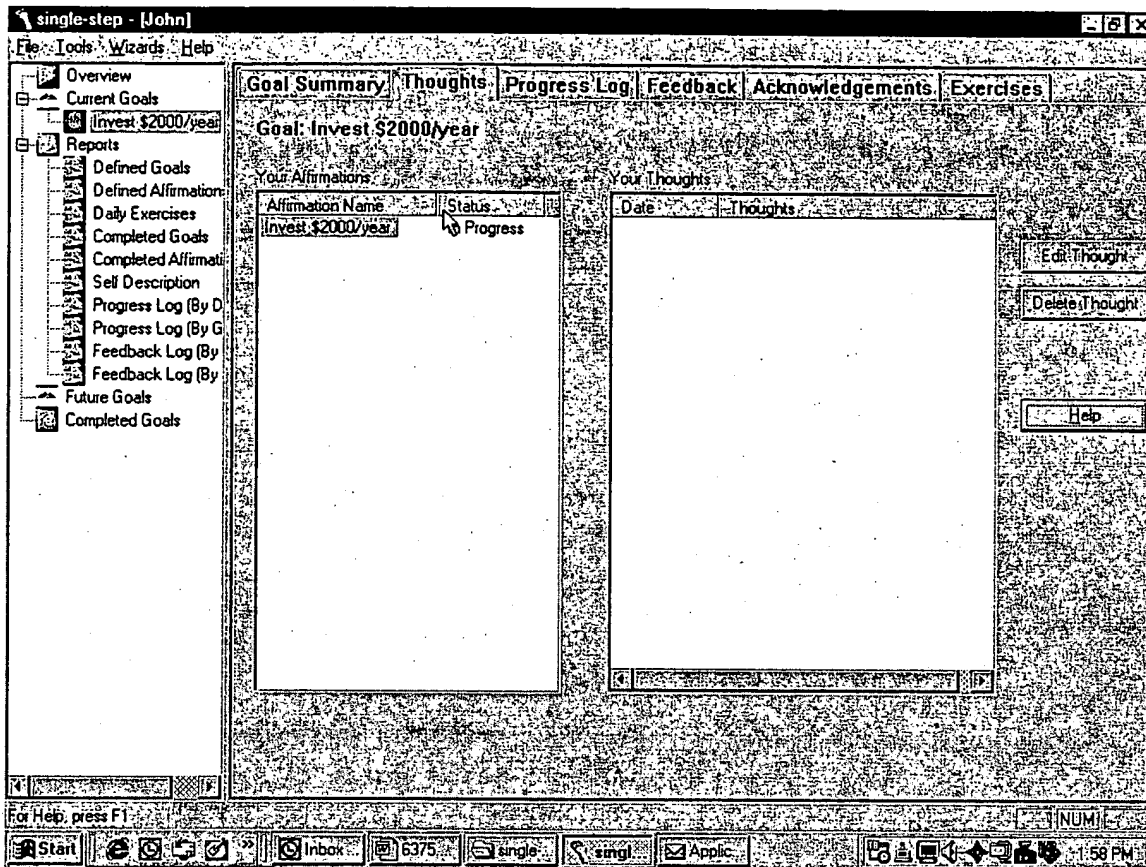 single-step - [John]
File Tools Wizards Help
Overview
Current Goals
Invest $2000/year
Reports
Defined Goals
Defined Affirmation
Daily Exercises
Completed Goals
Completed Affirmati
Self Description
Progress Log (By D
Progress Log (By G
Feedback Log (By
Feedback Log (By
Future Goals
Completed Goals
Goal Summary Thoughts Progress Log Feedback Acknowledgements Exercises
Goal: Invest $2000/year
Your Affirmations
Affirmation Name Status
Invest $2000/year Progress
Your Thoughts
Date Thoughts
Edit Thought
Delete Thought
Help
For Help, press F1
NUM
Start Inbox 6375 single singl Applic 1:58 PM